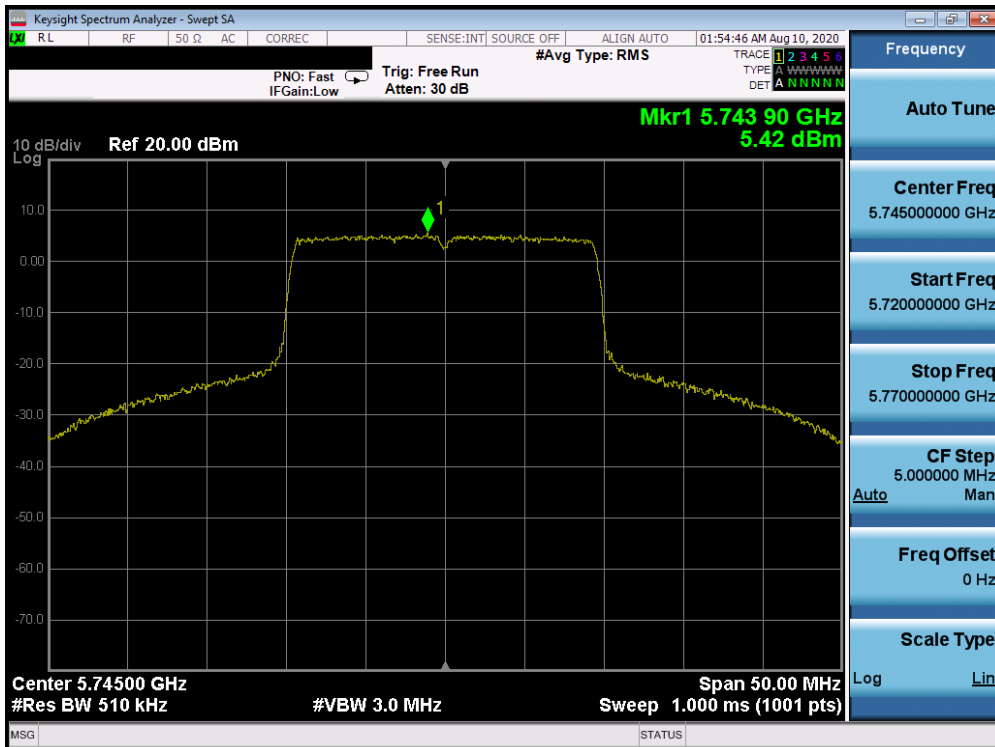 Keysight Spectrum Analyzer - Swept SA
LXI RL RF 50 Ω AC CORREC SENSE:INT SOURCE OFF ALIGN AUTO 01:54:46 AM Aug 10, 2020
#Avg Type: RMS
TRACE 1 2 3 4 5 6
PNO: Fast Trig: Free Run
TYPE A WWWWW
IFGain:Low Atten: 30 dB
DET A N N N N N
Mkr1 5.743 90 GHz
5.42 dBm
10 dB/div Ref 20.00 dBm
Log
1
10.0
0.00
-10.0
-20.0
-30.0
-40.0
-50.0
-60.0
-70.0
Center 5.74500 GHz Span 50.00 MHz
#Res BW 510 kHz #VBW 3.0 MHz Sweep 1.000 ms (1001 pts)
MSG STATUS
Frequency
Auto Tune
Center Freq
5.745000000 GHz
Start Freq
5.720000000 GHz
Stop Freq
5.770000000 GHz
CF Step
5.000000 MHz
Auto Man
Freq Offset
0 Hz
Scale Type
Log Lin